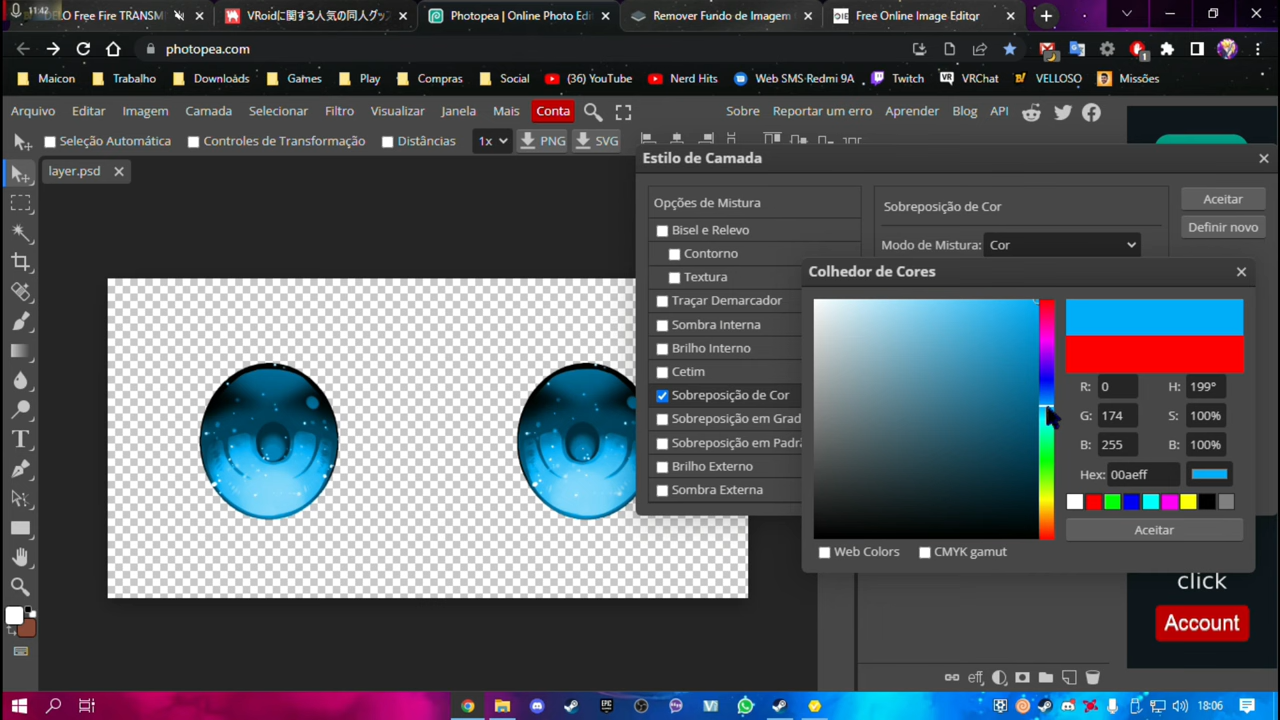 11:42
DELO Free Fire TRANSM
VRoidに関する人気の同人グッ
Photopea | Online Photo Edi
Remover Fundo de Imagem
Free Online Image Editor
photopea.com
1
Maicon
Trabalho
Downloads
Games
Play
Compras
Social
(36) YouTube
Nerd Hits
Web SMS Redmi 9A
Twitch
VRChat
VELLOSO
Missões
Arquivo Editar Imagem Camada Selecionar Filtro Visualizar Janela Mais Conta
Sobre Reportar um erro Aprender Blog API
Seleção Automática Controles de Transformação Distâncias 1x PNG SVG
layer.psd
Estilo de Camada
Opções de Mistura
Bisel e Relevo
Contorno
Textura
Traçar Demarcador
Sombra Interna
Brilho Interno
Cetim
Sobreposição de Cor
Sobreposição em Grad
Sobreposição em Padrã
Brilho Externo
Sombra Externa
Sobreposição de Cor
Modo de Mistura: Cor
Aceitar
Definir novo
Colhedor de Cores
R: 0 H: 199°
G: 174 S: 100%
B: 255 B: 100%
Hex: 00aeff
Aceitar
Web Colors CMYK gamut
click
Account
eff
18:06